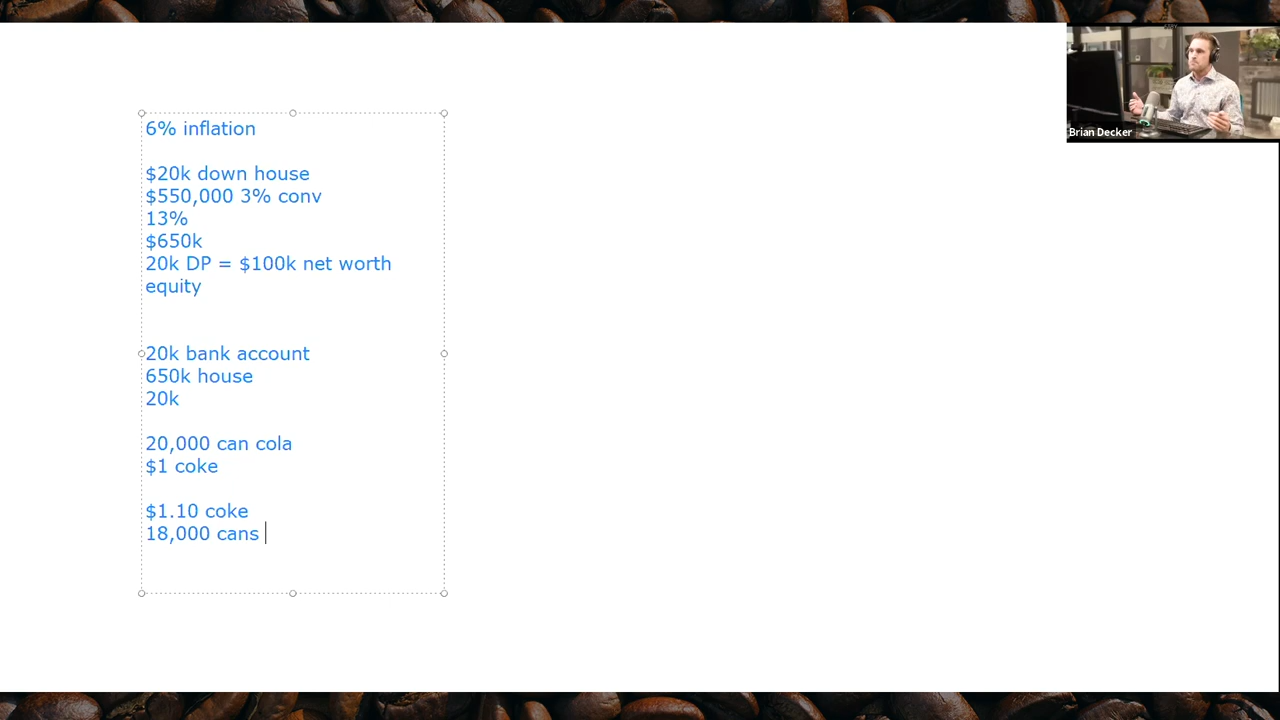 6% inflation
$20k down house
$550,000 3% conv
13%
$650k
20k DP = $100k net worth
equity
20k bank account
650k house
20k
20,000 can cola
$1 coke
$1.10 coke
18,000 cans
Brian Decker